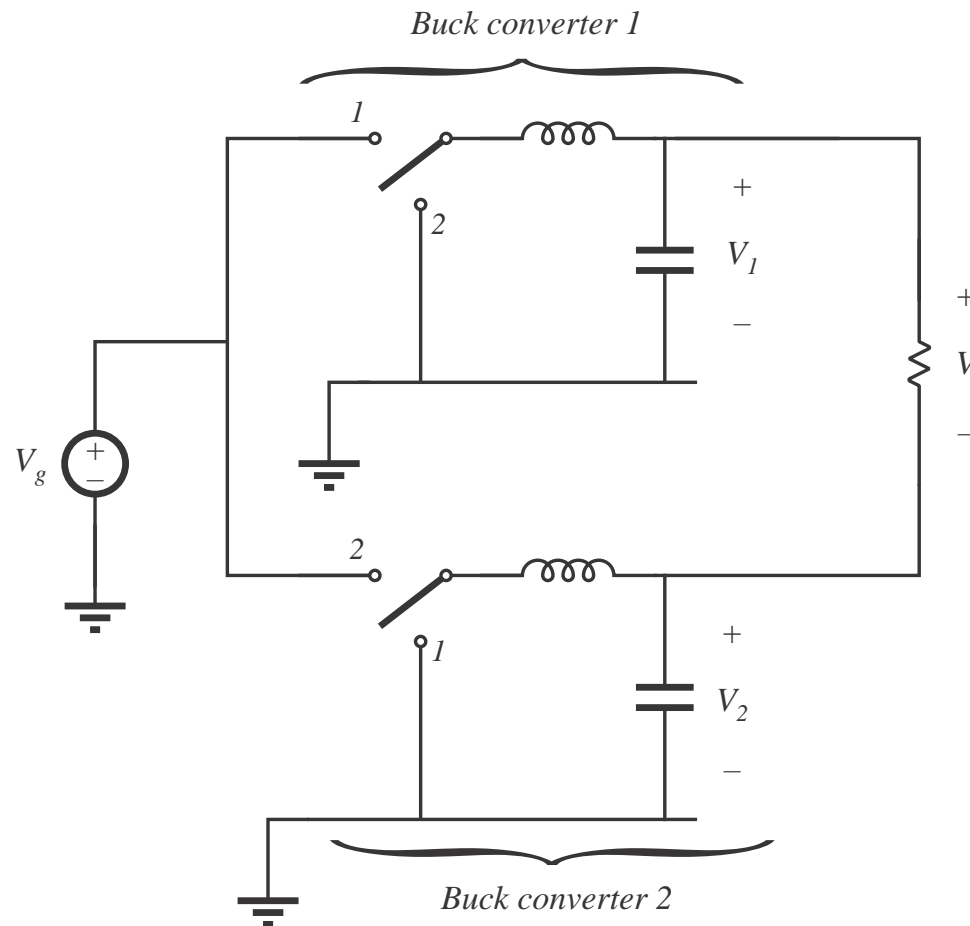 Buck converter 1
1
2
+
V1
–
+
V
–
Vg
+
–
2
1
+
V2
–
Buck converter 2